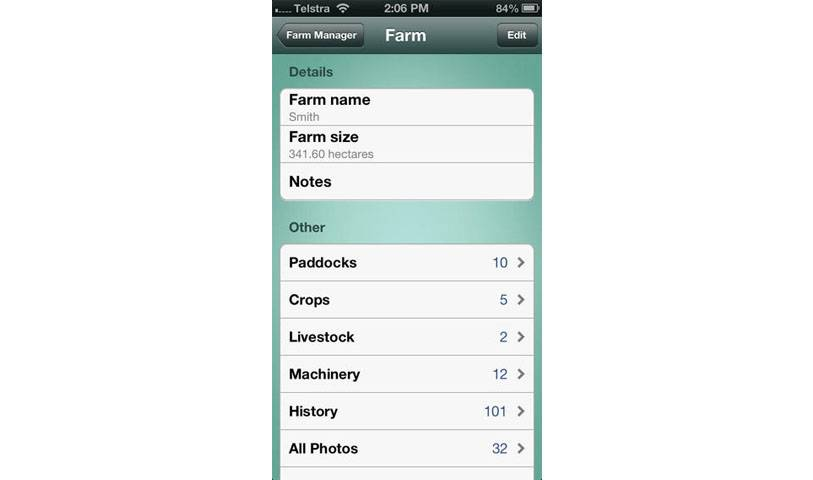 Telstra 2:06 PM 84%
Farm Manager Farm Edit
Details
Farm name
Smith
Farm size
341.60 hectares
Notes
Other
Paddocks 10
Crops 5
Livestock 2
Machinery 12
History 101
All Photos 32